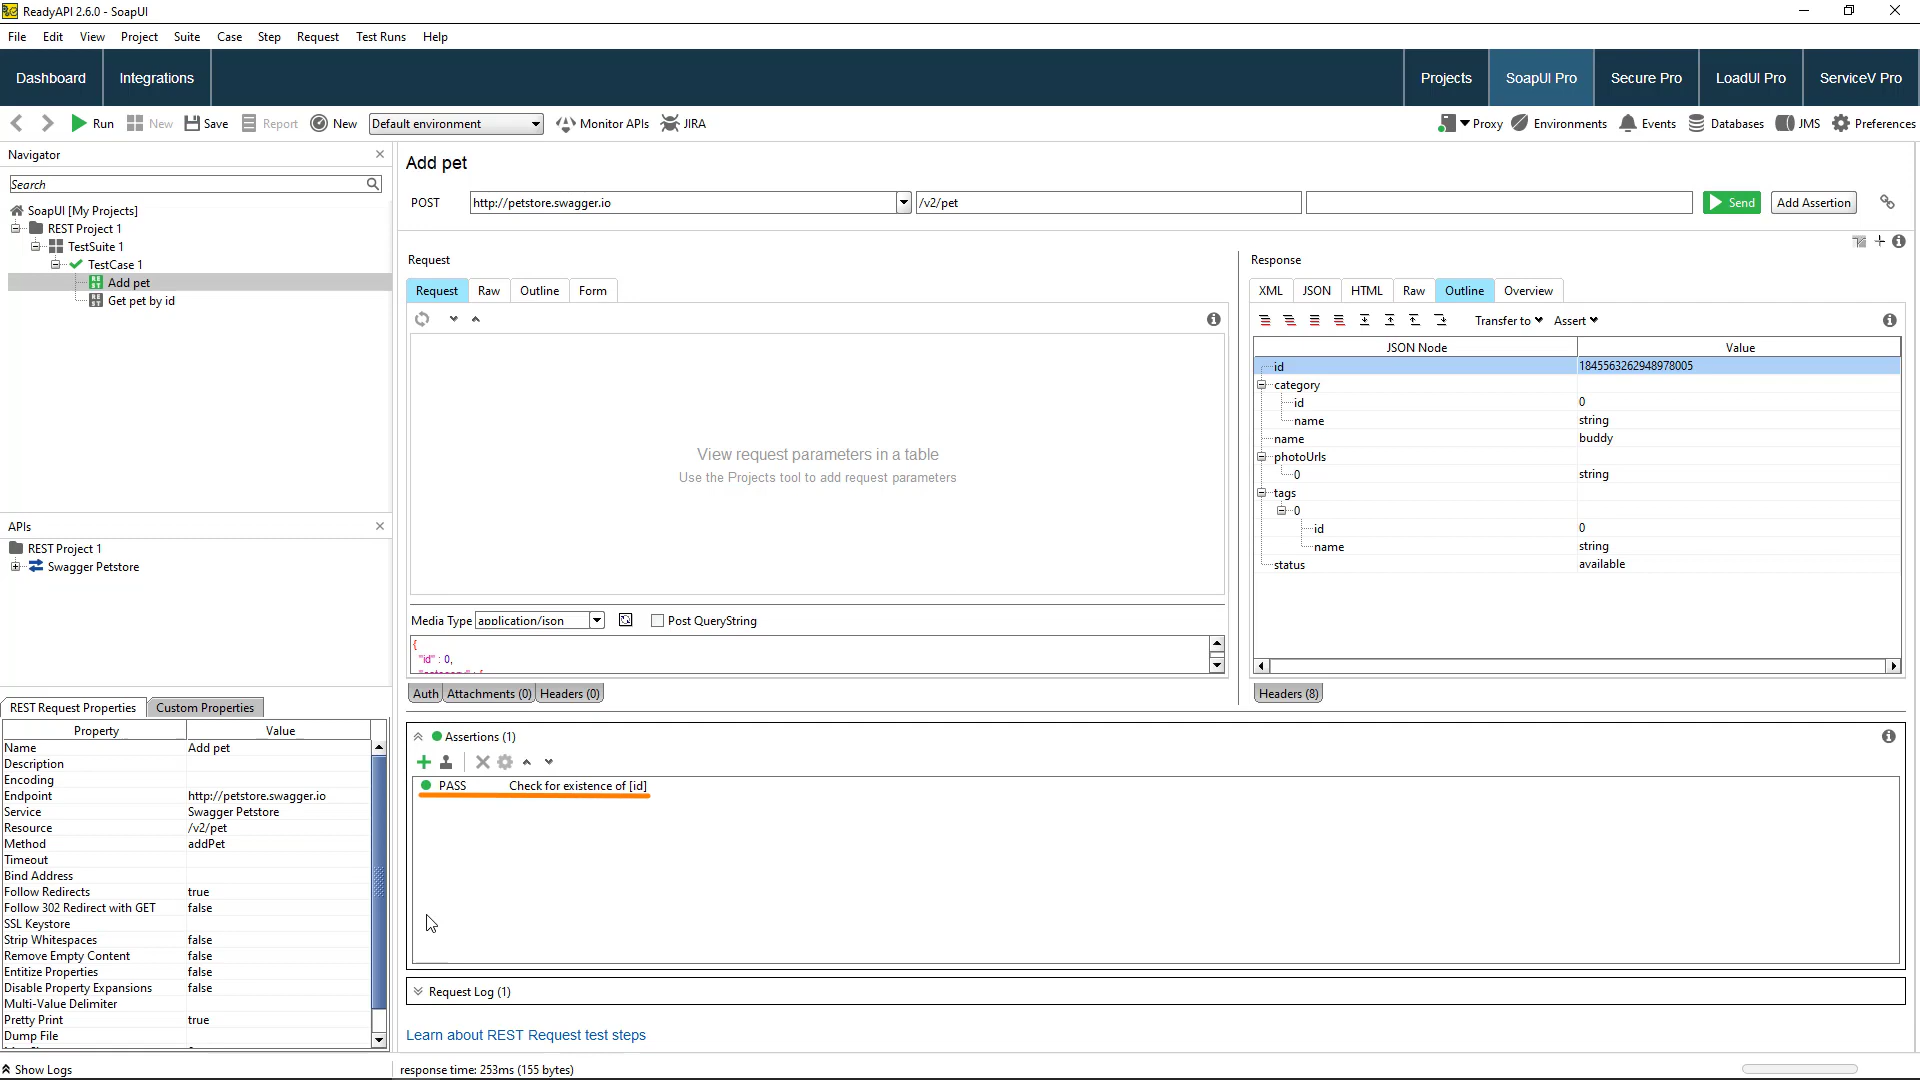 ReadyAPI 2.6.0 - SoapUI
File Edit View Project Suite Case Step Request Test Runs Help
Dashboard Integrations Projects SoapUI Pro Secure Pro LoadUI Pro ServiceV Pro
Run New Save Report New Default environment Monitor APIs JIRA Proxy Environments Events Databases JMS Preferences
Navigator
Search
SoapUI [My Projects]
REST Project 1
TestSuite 1
TestCase 1
Add pet
Get pet by id
APIs
REST Project 1
Swagger Petstore
REST Request Properties Custom Properties
Property Value
Name Add pet
Description
Encoding
Endpoint http://petstore.swagger.io
Service Swagger Petstore
Resource /v2/pet
Method addPet
Timeout
Bind Address
Follow Redirects true
Follow 302 Redirect with GET false
SSL Keystore
Strip Whitespaces false
Remove Empty Content false
Entitize Properties false
Disable Property Expansions false
Multi-Value Delimiter
Pretty Print true
Dump File
Show Logs
Add pet
POST http://petstore.swagger.io /v2/pet Send Add Assertion
Request
Request Raw Outline Form
View request parameters in a table
Use the Projects tool to add request parameters
Media Type application/json Post QueryString
{
"id" : 0,
Auth Attachments (0) Headers (0)
Response
XML JSON HTML Raw Outline Overview
Transfer to Assert
JSON Node Value
id 1845563262948978005
category
id 0
name string
name buddy
photoUrls
0 string
tags
0
id 0
name string
status available
Headers (8)
Assertions (1)
PASS Check for existence of [id]
Request Log (1)
Learn about REST Request test steps
response time: 253ms (155 bytes)